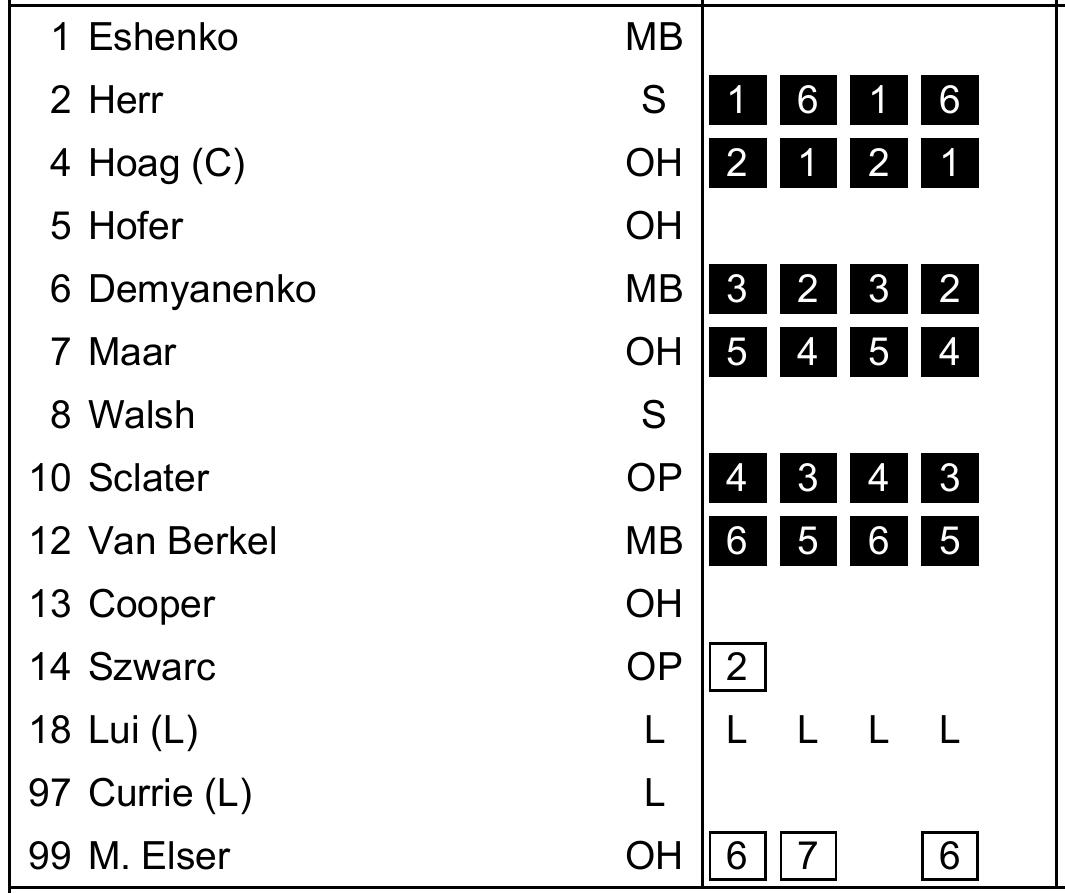 1 Eshenko MB
2 Herr S 1 6 1 6
4 Hoag (C) OH 2 1 2 1
5 Hofer OH
6 Demyanenko MB 3 2 3 2
7 Maar OH 5 4 5 4
8 Walsh S
10 Sclater OP 4 3 4 3
12 Van Berkel MB 6 5 6 5
13 Cooper OH
14 Szwarc OP 2
18 Lui (L) L L L L L
97 Currie (L) L
99 M. Elser OH 6 7 6